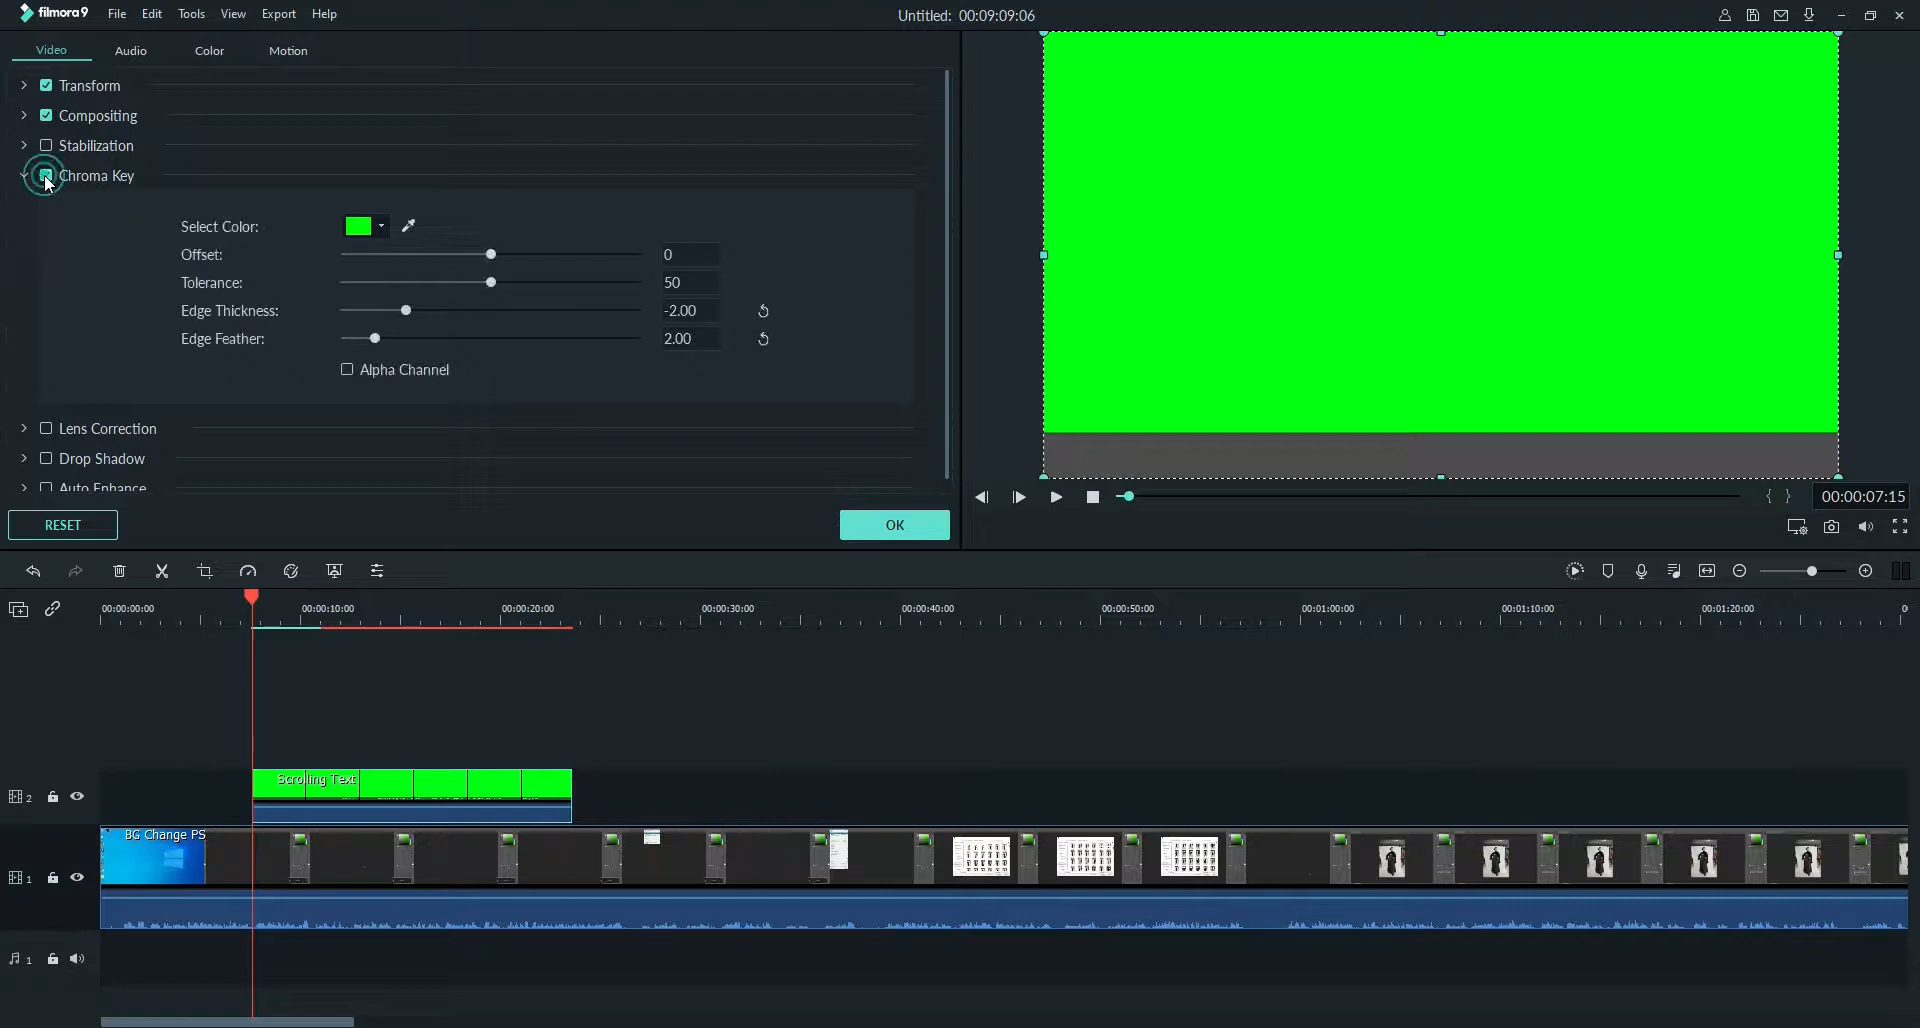 filmora9 File Edit Tools View Export Help Untitled: 00:09:09:06
Video Audio Color Motion
Transform
Compositing
Stabilization
Chroma Key
Select Color:
Offset: 0
Tolerance: 50
Edge Thickness: -2.00
Edge Feather: 2.00
Alpha Channel
Lens Correction
Drop Shadow
Auto Enhance
RESET OK
{ } 00:00:07:15
00:00:00:00 00:00:10:00 00:00:20:00 00:00:30:00 00:00:40:00 00:00:50:00 00:01:00:00 00:01:10:00 00:01:20:00
Scrolling Text
2
BG Change PS
1
1